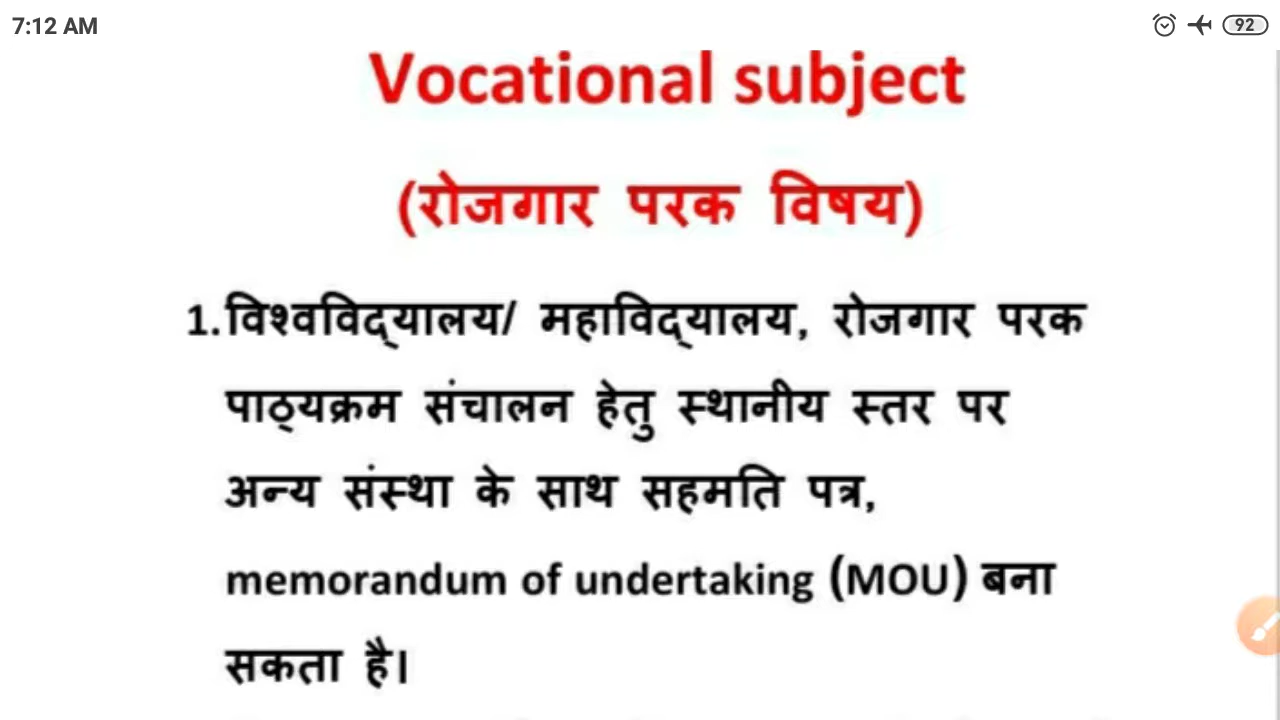 7:12 AM
92
Vocational subject
(रोजगार परक विषय)
1.विश्वविद्यालय/ महाविद्यालय, रोजगार परक
पाठ्यक्रम संचालन हेतु स्थानीय स्तर पर
अन्य संस्था के साथ सहमति पत्र,
memorandum of undertaking (MOU) बना
सकता है।